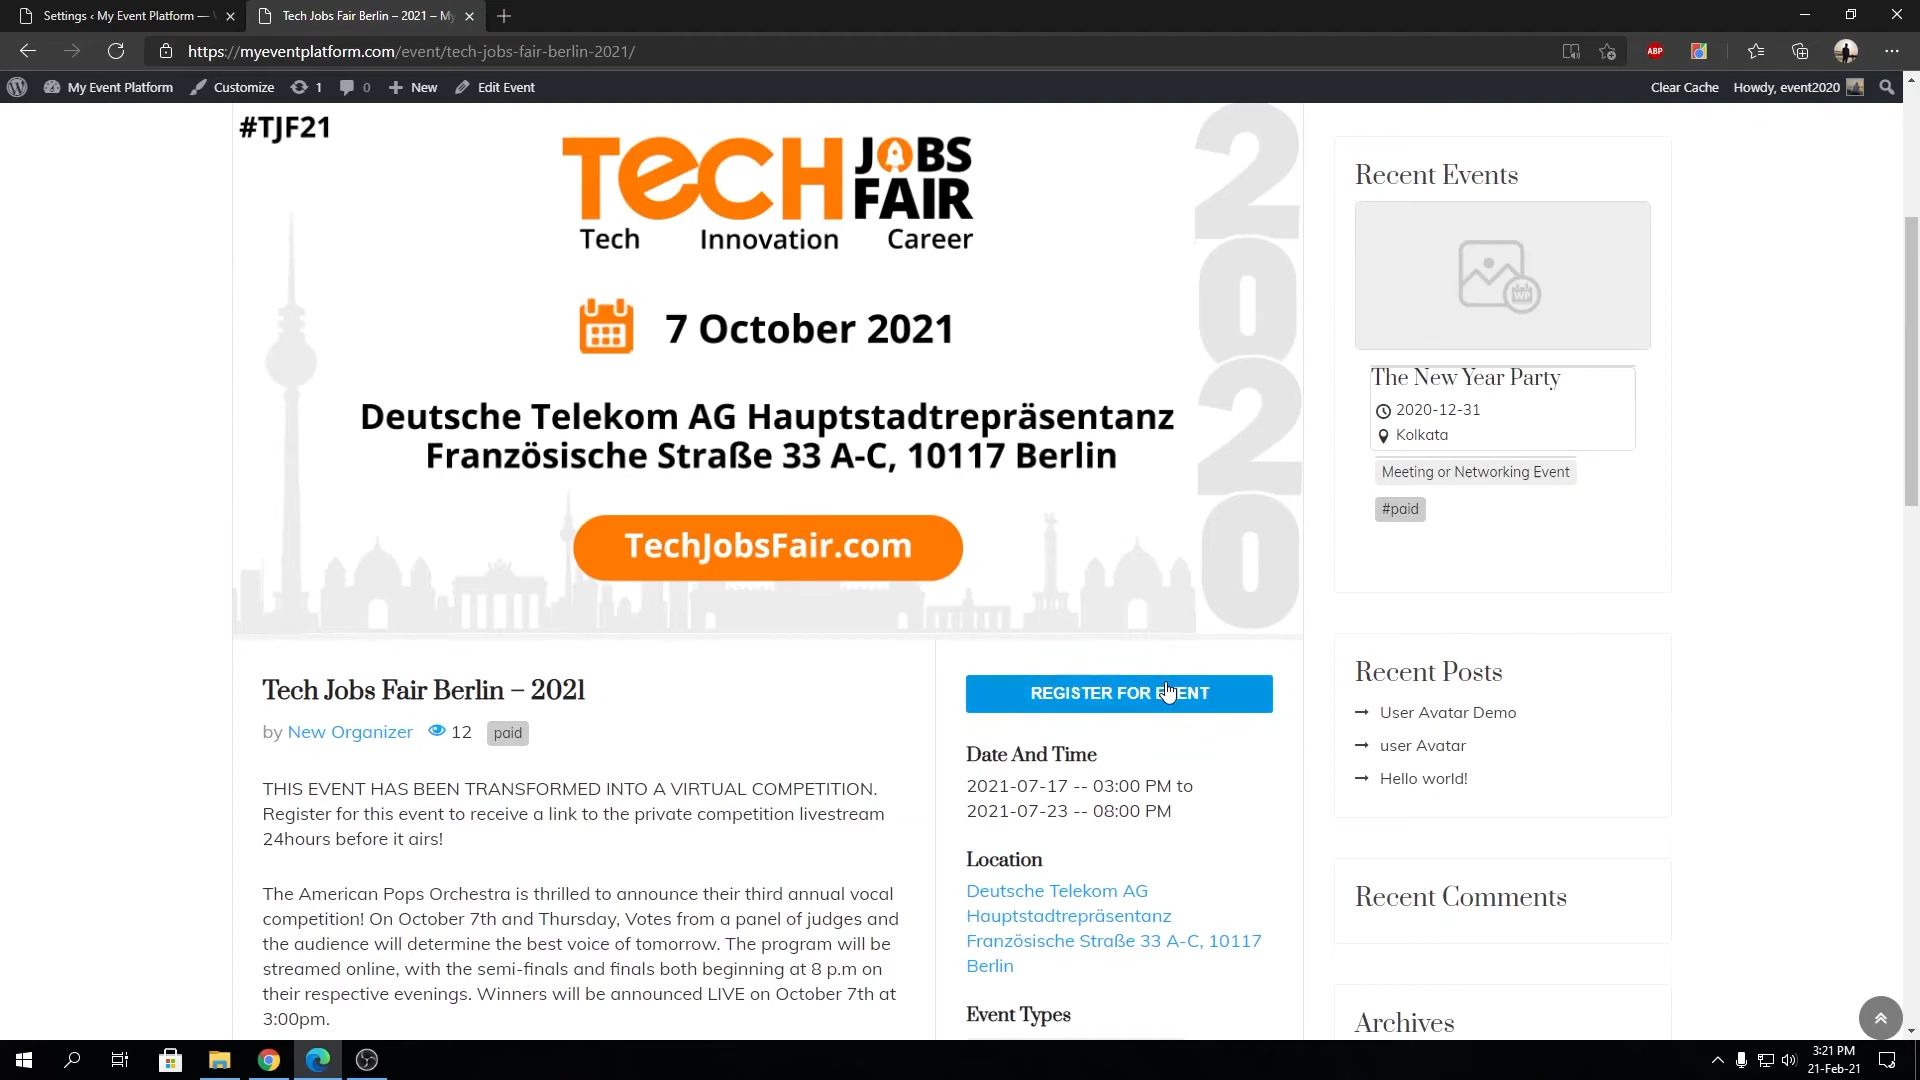 Settings ‹ My Event Platform —
Tech Jobs Fair Berlin – 2021 – My
https://myeventplatform.com/event/tech-jobs-fair-berlin-2021/
ABP
My Event Platform
Customize
1
0
New
Edit Event
Clear Cache
Howdy, event2020
#TJF21
TECH JOBS FAIR
Tech Innovation Career
2020
7 October 2021
Deutsche Telekom AG Hauptstadtrepräsentanz
Französische Straße 33 A-C, 10117 Berlin
TechJobsFair.com
Tech Jobs Fair Berlin – 2021
by New Organizer 12 paid
THIS EVENT HAS BEEN TRANSFORMED INTO A VIRTUAL COMPETITION.
Register for this event to receive a link to the private competition livestream
24hours before it airs!
The American Pops Orchestra is thrilled to announce their third annual vocal
competition! On October 7th and Thursday, Votes from a panel of judges and
the audience will determine the best voice of tomorrow. The program will be
streamed online, with the semi-finals and finals both beginning at 8 p.m on
their respective evenings. Winners will be announced LIVE on October 7th at
3:00pm.
REGISTER FOR EVENT
Date And Time
2021-07-17 -- 03:00 PM to
2021-07-23 -- 08:00 PM
Location
Deutsche Telekom AG
Hauptstadtrepräsentanz
Französische Straße 33 A-C, 10117
Berlin
Event Types
Recent Events
WP
The New Year Party
2020-12-31
Kolkata
Meeting or Networking Event
#paid
Recent Posts
User Avatar Demo
user Avatar
Hello world!
Recent Comments
Archives
3:21 PM
21-Feb-21